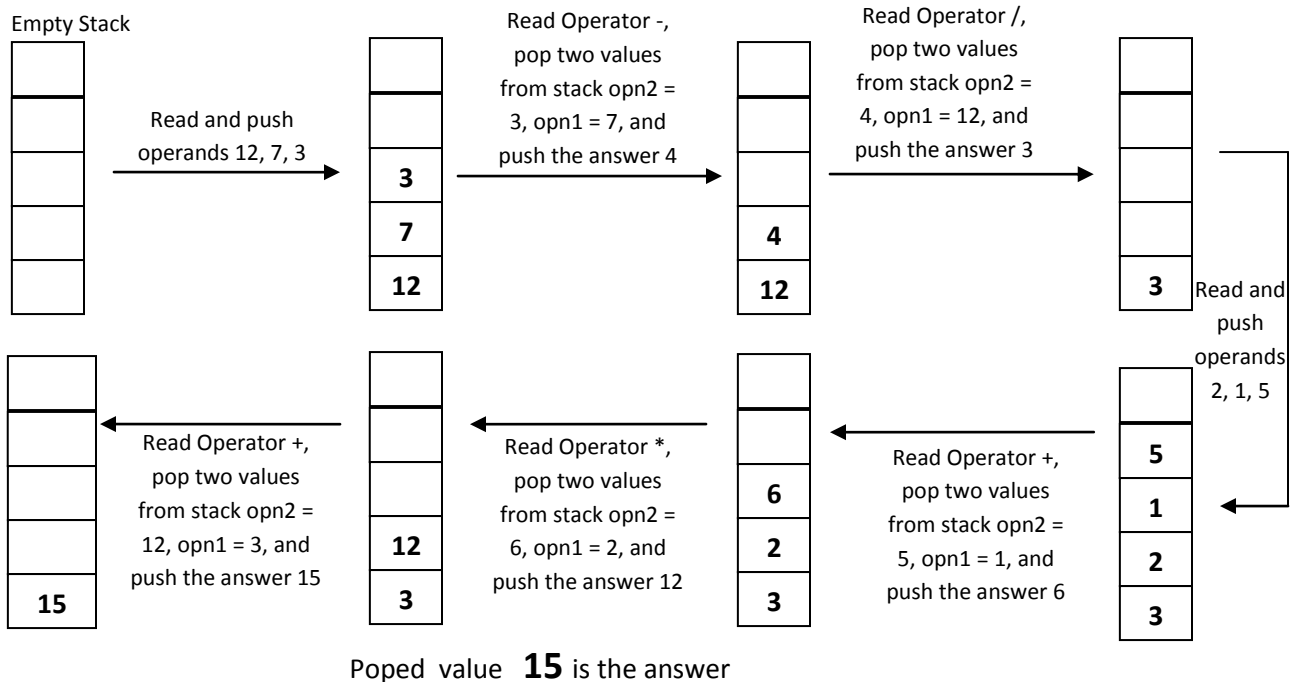 Empty Stack
Read and push
operands 12, 7, 3
3
7
12
Read Operator -,
pop two values
from stack opn2 =
3, opn1 = 7, and
push the answer 4
4
12
Read Operator /,
pop two values
from stack opn2 =
4, opn1 = 12, and
push the answer 3
3
Read and
push
operands
2, 1, 5
5
1
2
3
Read Operator +,
pop two values
from stack opn2 =
5, opn1 = 1, and
push the answer 6
6
2
3
Read Operator *,
pop two values
from stack opn2 =
6, opn1 = 2, and
push the answer 12
12
3
Read Operator +,
pop two values
from stack opn2 =
12, opn1 = 3, and
push the answer 15
15
Poped value 15 is the answer